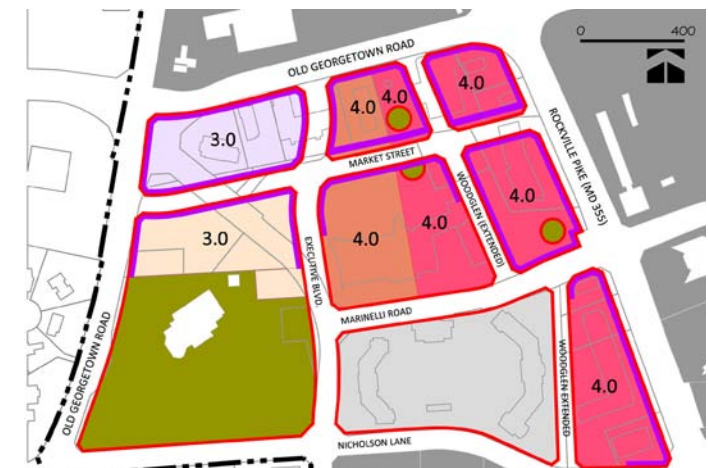 0 400
OLD GEORGETOWN ROAD
4.0
4.0
3.0
MARKET STREET
ROCKVILLE PIKE (MD 355)
4.0
WOODGLEN (EXTENDED)
3.0
4.0
4.0
EXECUTIVE BLVD.
MARINELLI ROAD
OLD GEORGETOWN ROAD
WOODGLEN EXTENDED
4.0
NICHOLSON LANE